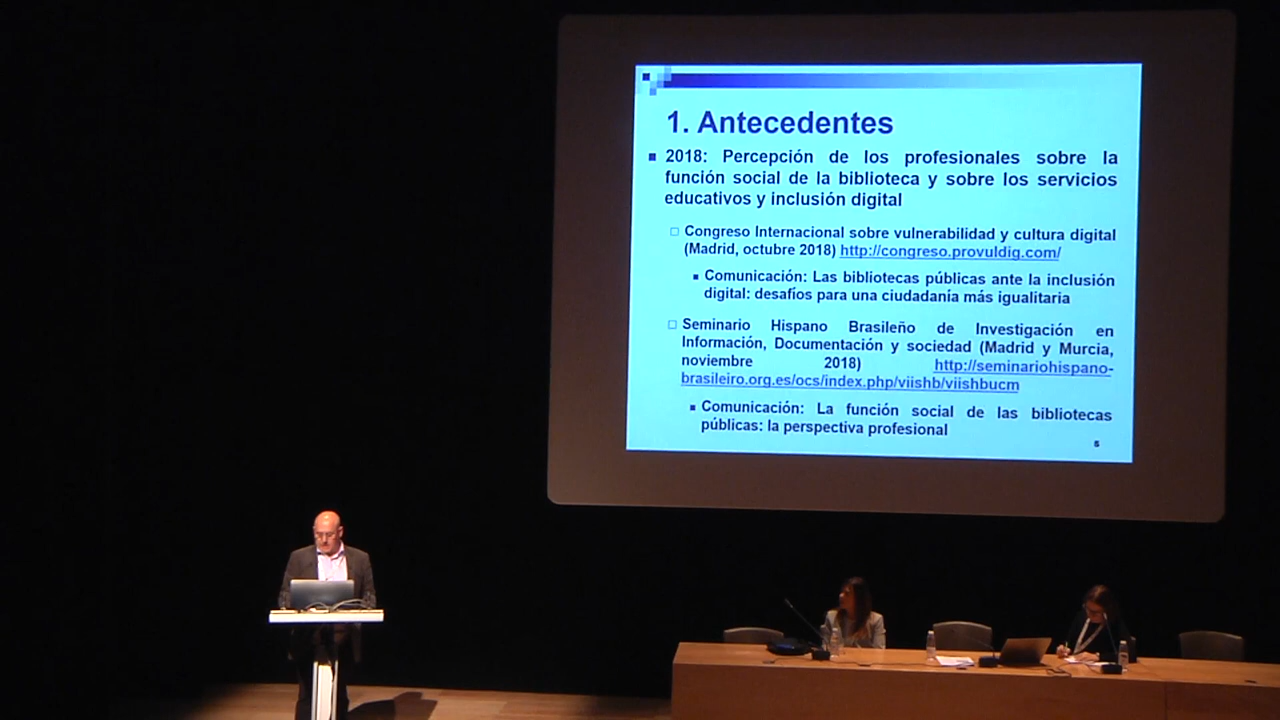 1. Antecedentes
2018: Percepción de los profesionales sobre la
función social de la biblioteca y sobre los servicios
educativos y inclusión digital
Congreso Internacional sobre vulnerabilidad y cultura digital
(Madrid, octubre 2018) http://congreso.provuldig.com/
Comunicación: Las bibliotecas públicas ante la inclusión
digital: desafíos para una ciudadanía más igualitaria
Seminario Hispano Brasileño de Investigación en
Información, Documentación y sociedad (Madrid y Murcia,
noviembre 2018) http://seminariohispano-
brasileiro.org.es/ocs/index.php/viishb/viishbucm
Comunicación: La función social de las bibliotecas
públicas: la perspectiva profesional